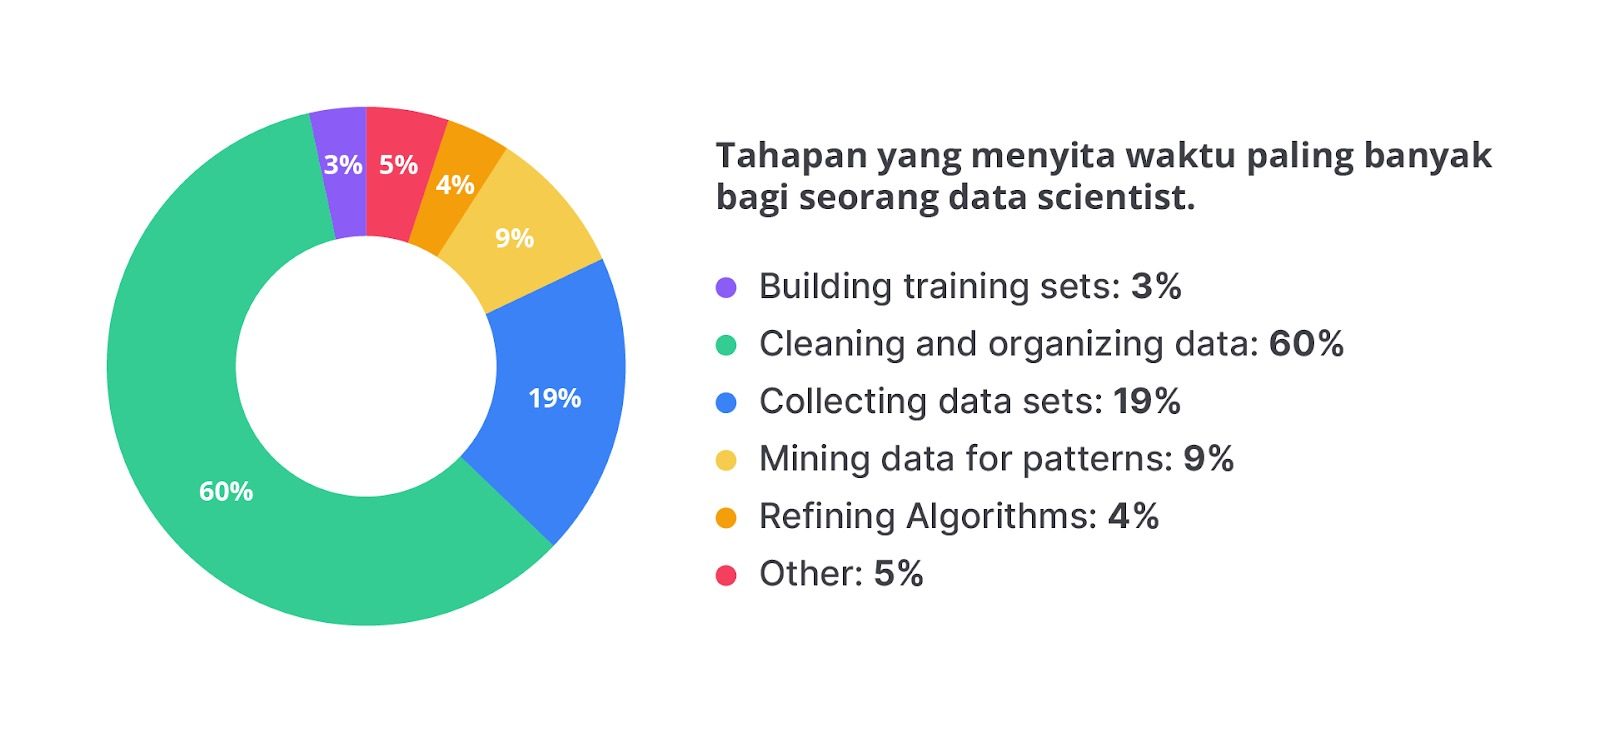 3%
5%
4%
9%
19%
60%
Tahapan yang menyita waktu paling banyak
bagi seorang data scientist.
Building training sets: 3%
Cleaning and organizing data: 60%
Collecting data sets: 19%
Mining data for patterns: 9%
Refining Algorithms: 4%
Other: 5%